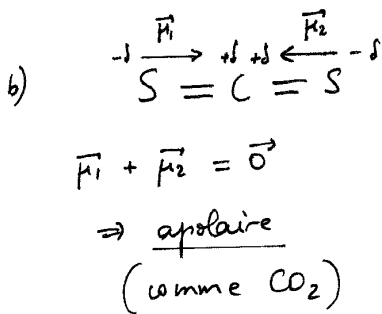 μ₁→ μ₂→
b) -δ +δ +δ -δ
S = C = S
μ₁→ + μ₂→ = 0→
⇒ apolaire
(comme CO₂)